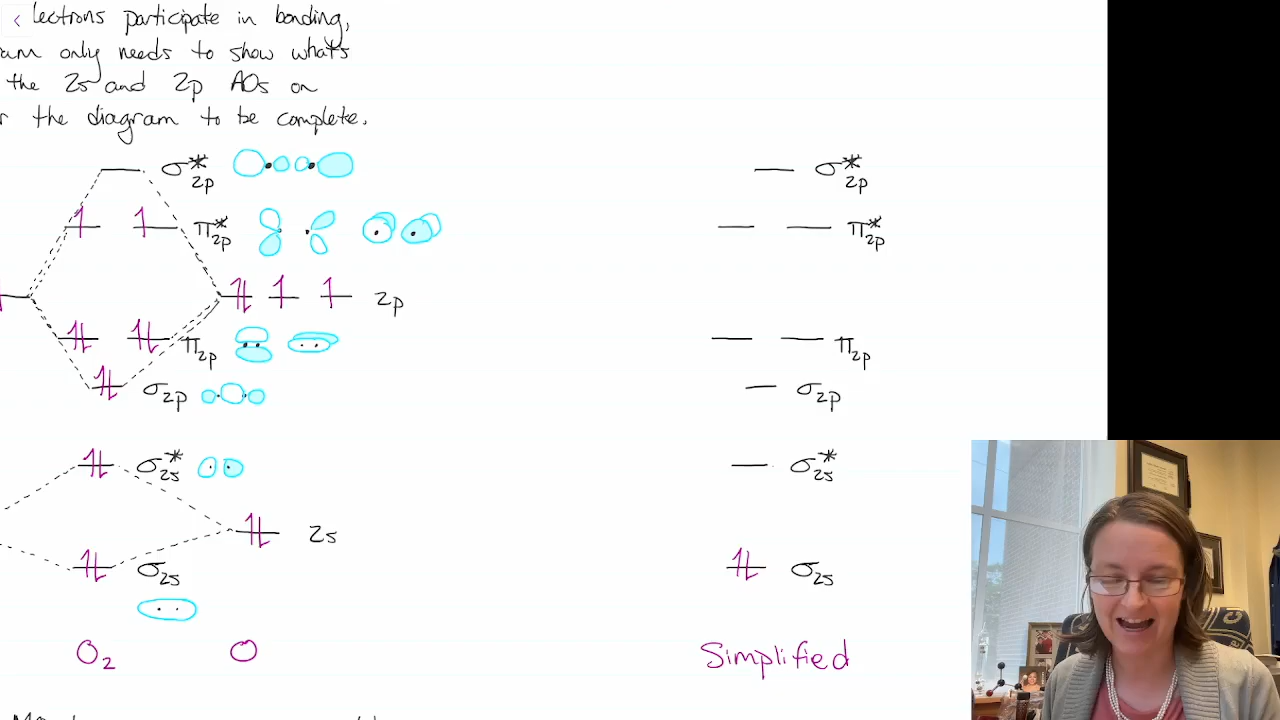 lectrons participate in bonding,
am only needs to show what's
the 2s and 2p AOs on
r the diagram to be complete.
σ*2p
π*2p
2p
π2p
σ2p
σ*2s
2s
σ2s
O2 O
σ*2p
π*2p
π2p
σ2p
σ*2s
σ2s
Simplified